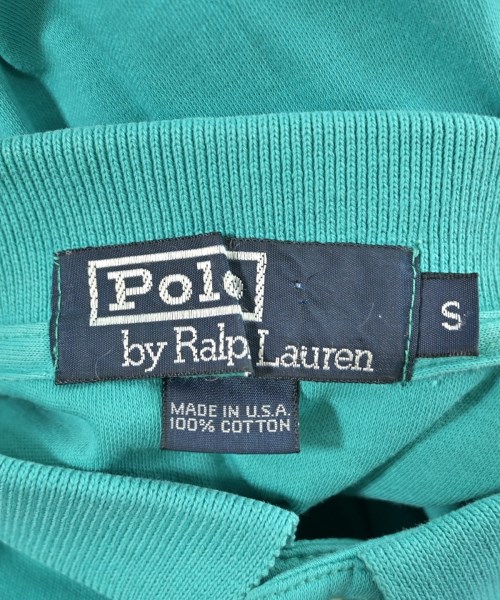 Polo
by Ralp Lauren
S
MADE IN U.S.A.
100% COTTON